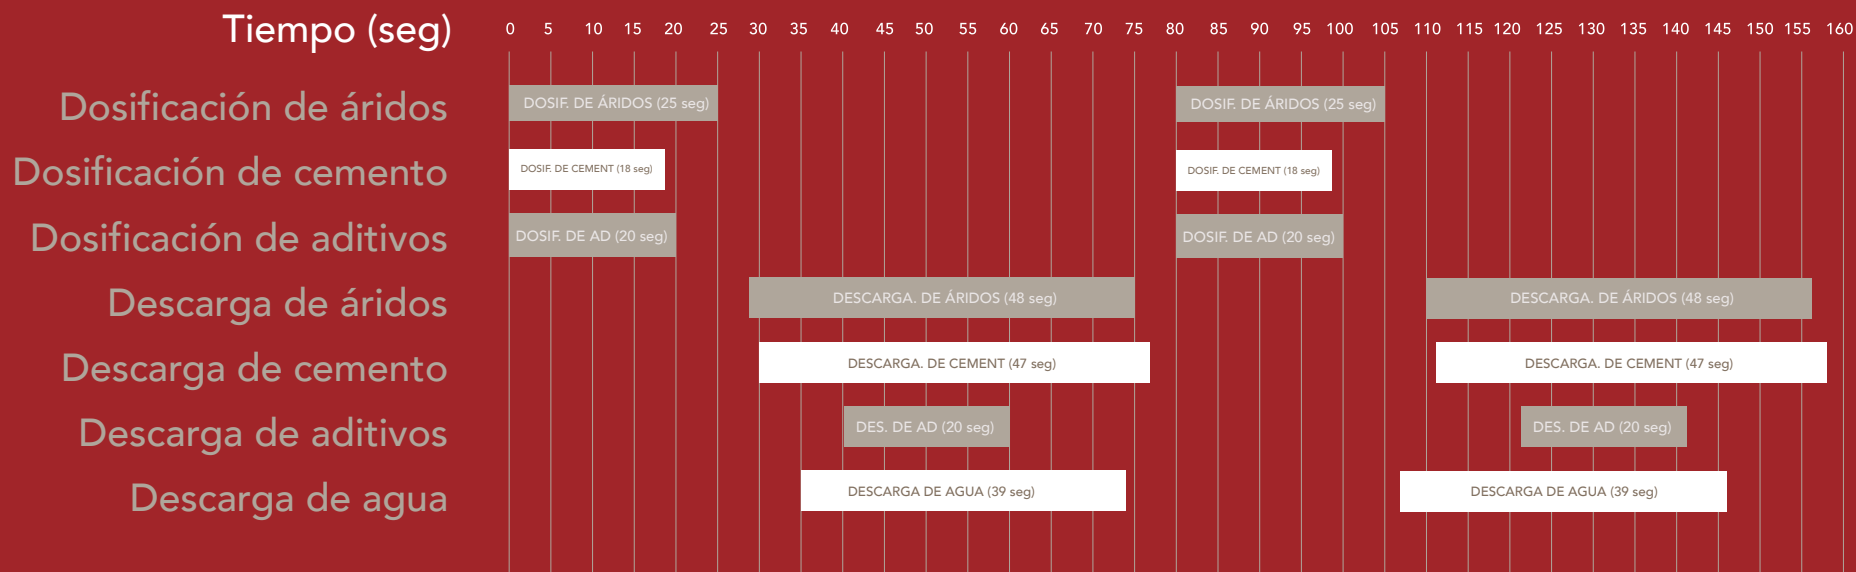 Tiempo (seg) 0 5 10 15 20 25 30 35 40 45 50 55 60 65 70 75 80 85 90 95 100 105 110 115 120 125 130 135 140 145 150 155 160
Dosificación de áridos DOSIF. DE ÁRIDOS (25 seg) DOSIF. DE ÁRIDOS (25 seg)
Dosificación de cemento DOSIF. DE CEMENT (18 seg) DOSIF. DE CEMENT (18 seg)
Dosificación de aditivos DOSIF. DE AD (20 seg) DOSIF. DE AD (20 seg)
Descarga de áridos DESCARGA. DE ÁRIDOS (48 seg) DESCARGA. DE ÁRIDOS (48 seg)
Descarga de cemento DESCARGA. DE CEMENT (47 seg) DESCARGA. DE CEMENT (47 seg)
Descarga de aditivos DES. DE AD (20 seg) DES. DE AD (20 seg)
Descarga de agua DESCARGA DE AGUA (39 seg) DESCARGA DE AGUA (39 seg)